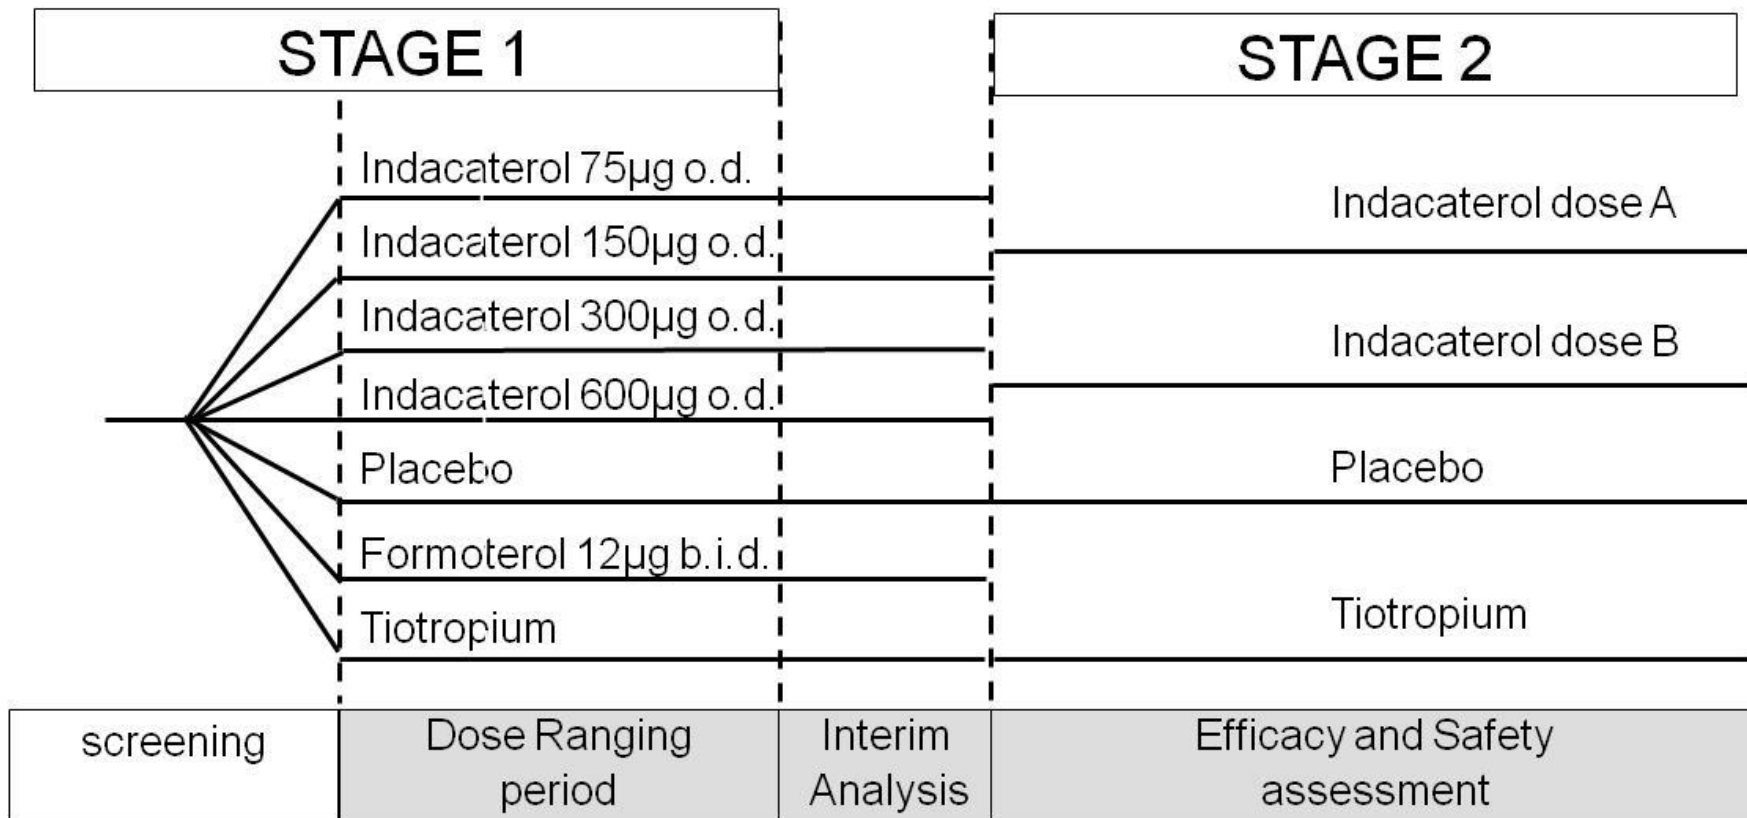 STAGE 1
STAGE 2
Indacaterol 75µg o.d.
Indacaterol 150µg o.d.
Indacaterol 300µg o.d.
Indacaterol 600µg o.d.
Placebo
Formoterol 12µg b.i.d.
Tiotropium
Indacaterol dose A
Indacaterol dose B
Placebo
Tiotropium
screening
Dose Ranging
period
Interim
Analysis
Efficacy and Safety
assessment